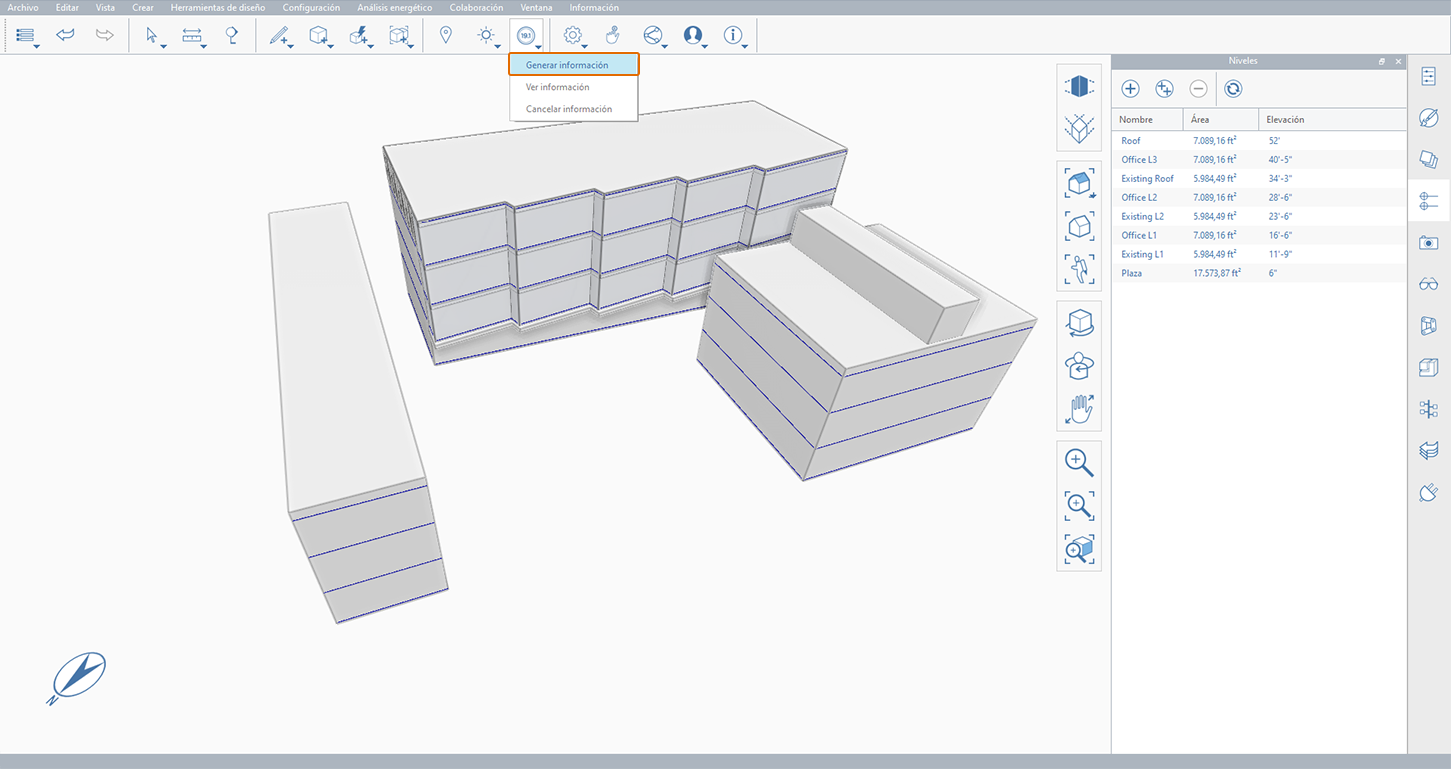 Archivo Editar Vista Crear Herramientas de diseño Configuración Análisis energético Colaboración Ventana Información
19.1
Generar información
Ver información
Cancelar información
Niveles
Nombre Área Elevación
Roof 7.089,16 ft² 52'
Office L3 7.089,16 ft² 40'-5"
Existing Roof 5.984,49 ft² 34'-3"
Office L2 7.089,16 ft² 28'-6"
Existing L2 5.984,49 ft² 23'-6"
Office L1 7.089,16 ft² 16'-6"
Existing L1 5.984,49 ft² 11'-9"
Plaza 17.573,87 ft² 6"
N